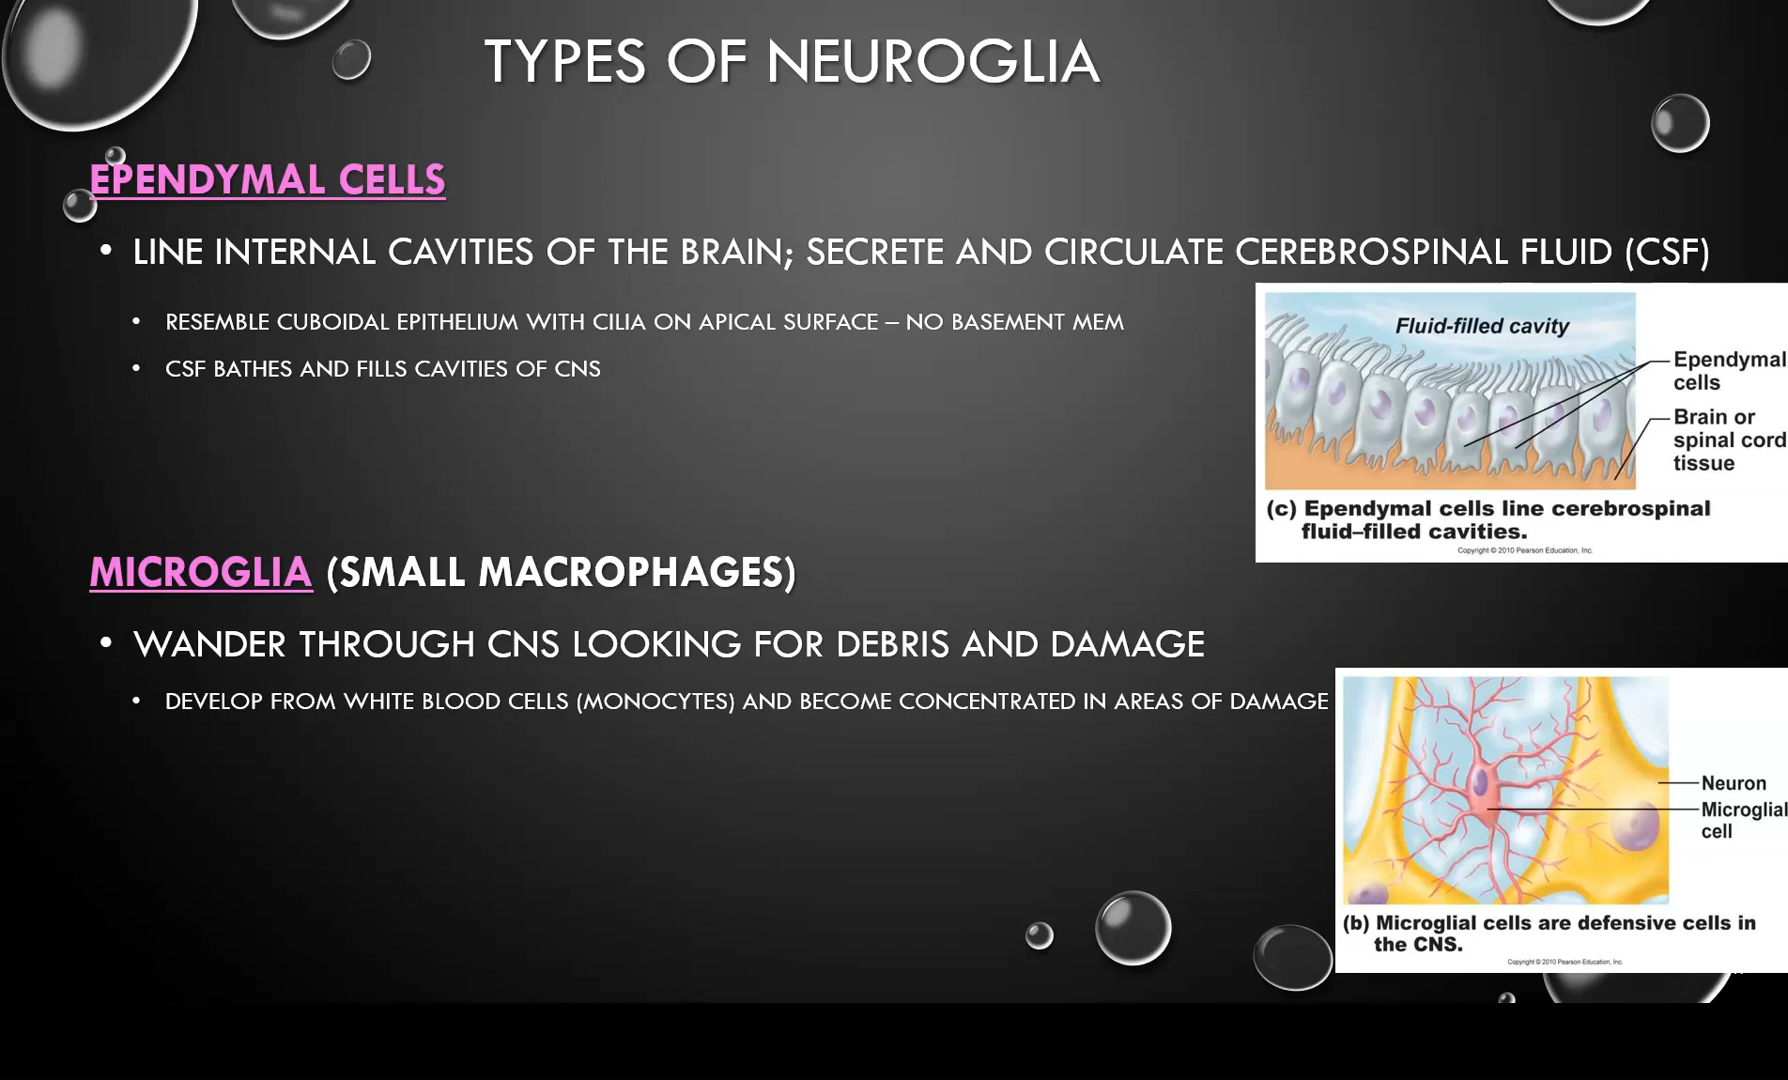 TYPES OF NEUROGLIA
EPENDYMAL CELLS
• LINE INTERNAL CAVITIES OF THE BRAIN; SECRETE AND CIRCULATE CEREBROSPINAL FLUID (CSF)
• RESEMBLE CUBOIDAL EPITHELIUM WITH CILIA ON APICAL SURFACE – NO BASEMENT MEM
• CSF BATHES AND FILLS CAVITIES OF CNS
Fluid-filled cavity
Ependymal
cells
Brain or
spinal cord
tissue
(c) Ependymal cells line cerebrospinal
fluid–filled cavities.
Copyright © 2010 Pearson Education, Inc.
MICROGLIA (SMALL MACROPHAGES)
• WANDER THROUGH CNS LOOKING FOR DEBRIS AND DAMAGE
• DEVELOP FROM WHITE BLOOD CELLS (MONOCYTES) AND BECOME CONCENTRATED IN AREAS OF DAMAGE
Neuron
Microglial
cell
(b) Microglial cells are defensive cells in
the CNS.
Copyright © 2010 Pearson Education, Inc.